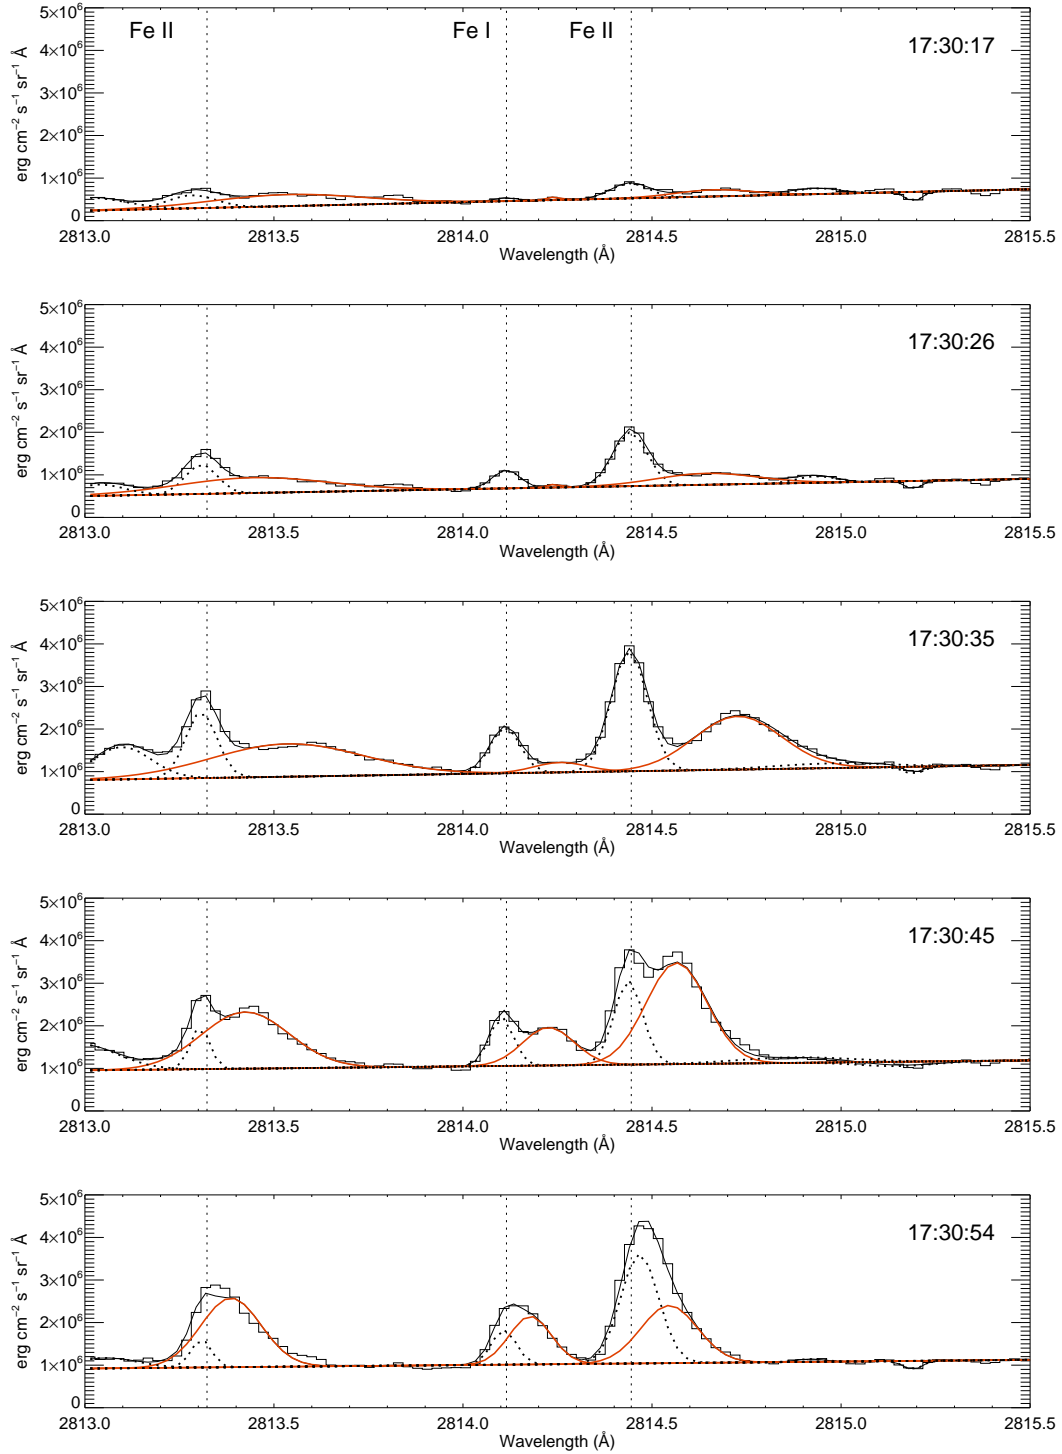 Fe II Fe I Fe II
17:30:17
5×10⁶
4×10⁶
3×10⁶
2×10⁶
1×10⁶
0
erg cm⁻² s⁻¹ sr⁻¹ Å
2813.0 2813.5 2814.0 2814.5 2815.0 2815.5
Wavelength (Å)
17:30:26
5×10⁶
4×10⁶
3×10⁶
2×10⁶
1×10⁶
0
erg cm⁻² s⁻¹ sr⁻¹ Å
2813.0 2813.5 2814.0 2814.5 2815.0 2815.5
Wavelength (Å)
17:30:35
5×10⁶
4×10⁶
3×10⁶
2×10⁶
1×10⁶
0
erg cm⁻² s⁻¹ sr⁻¹ Å
2813.0 2813.5 2814.0 2814.5 2815.0 2815.5
Wavelength (Å)
17:30:45
5×10⁶
4×10⁶
3×10⁶
2×10⁶
1×10⁶
0
erg cm⁻² s⁻¹ sr⁻¹ Å
2813.0 2813.5 2814.0 2814.5 2815.0 2815.5
Wavelength (Å)
17:30:54
5×10⁶
4×10⁶
3×10⁶
2×10⁶
1×10⁶
0
erg cm⁻² s⁻¹ sr⁻¹ Å
2813.0 2813.5 2814.0 2814.5 2815.0 2815.5
Wavelength (Å)